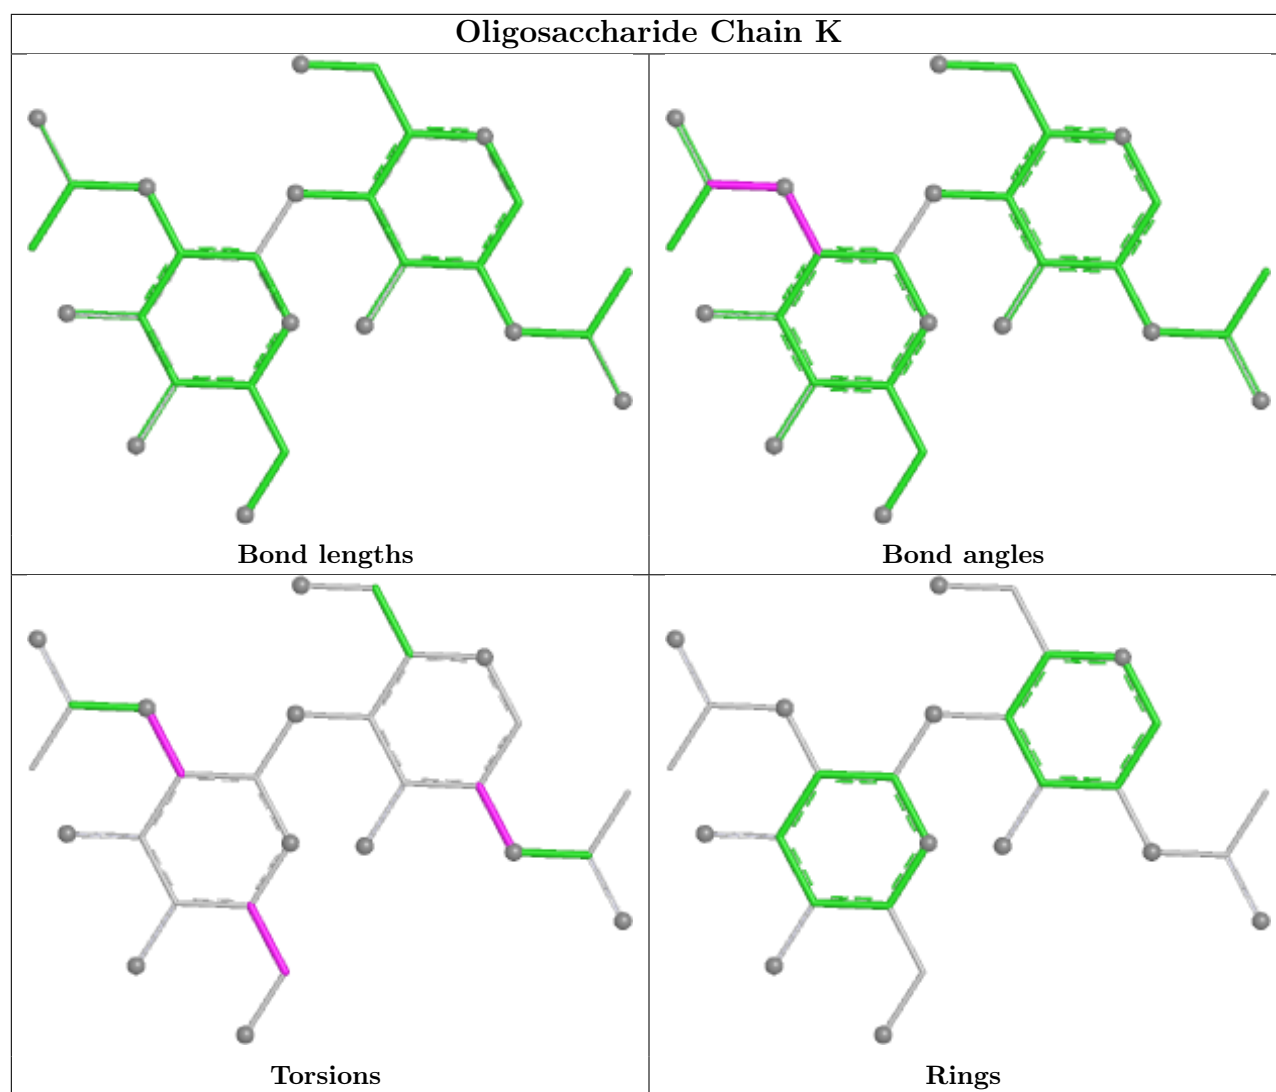 Oligosaccharide Chain K
Bond lengths
Bond angles
Torsions
Rings